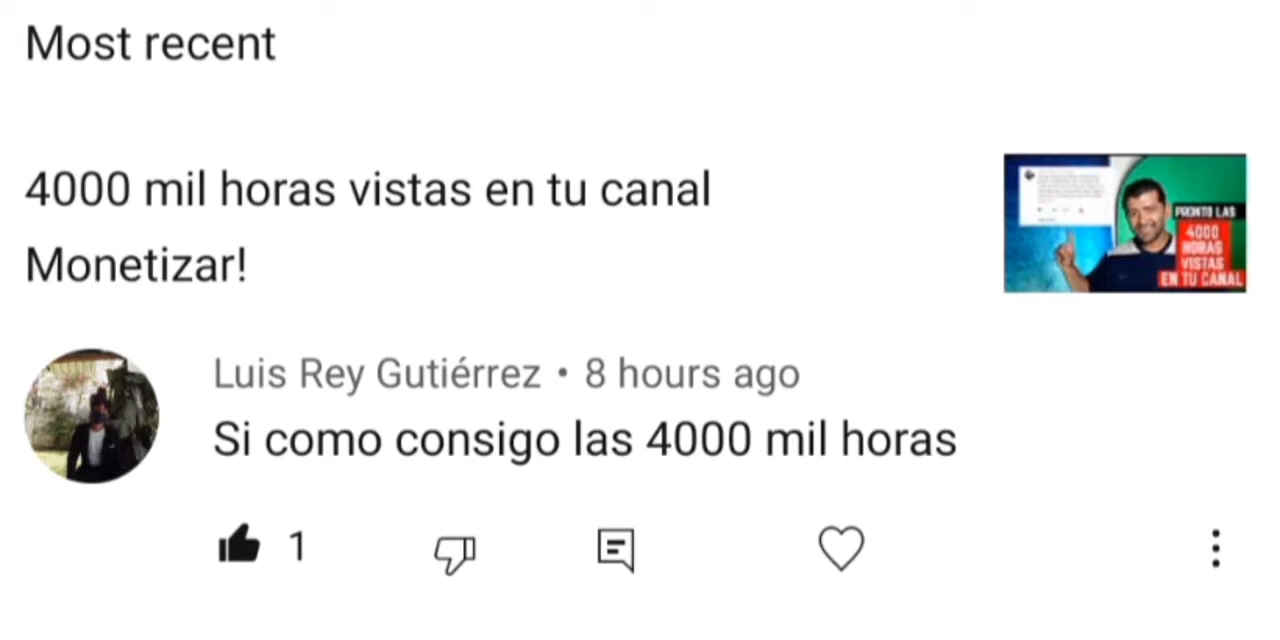 Most recent
4000 mil horas vistas en tu canal
Monetizar!
PRONTO LAS
4000
HORAS
VISTAS
EN TU CANAL
Luis Rey Gutiérrez • 8 hours ago
Si como consigo las 4000 mil horas
1